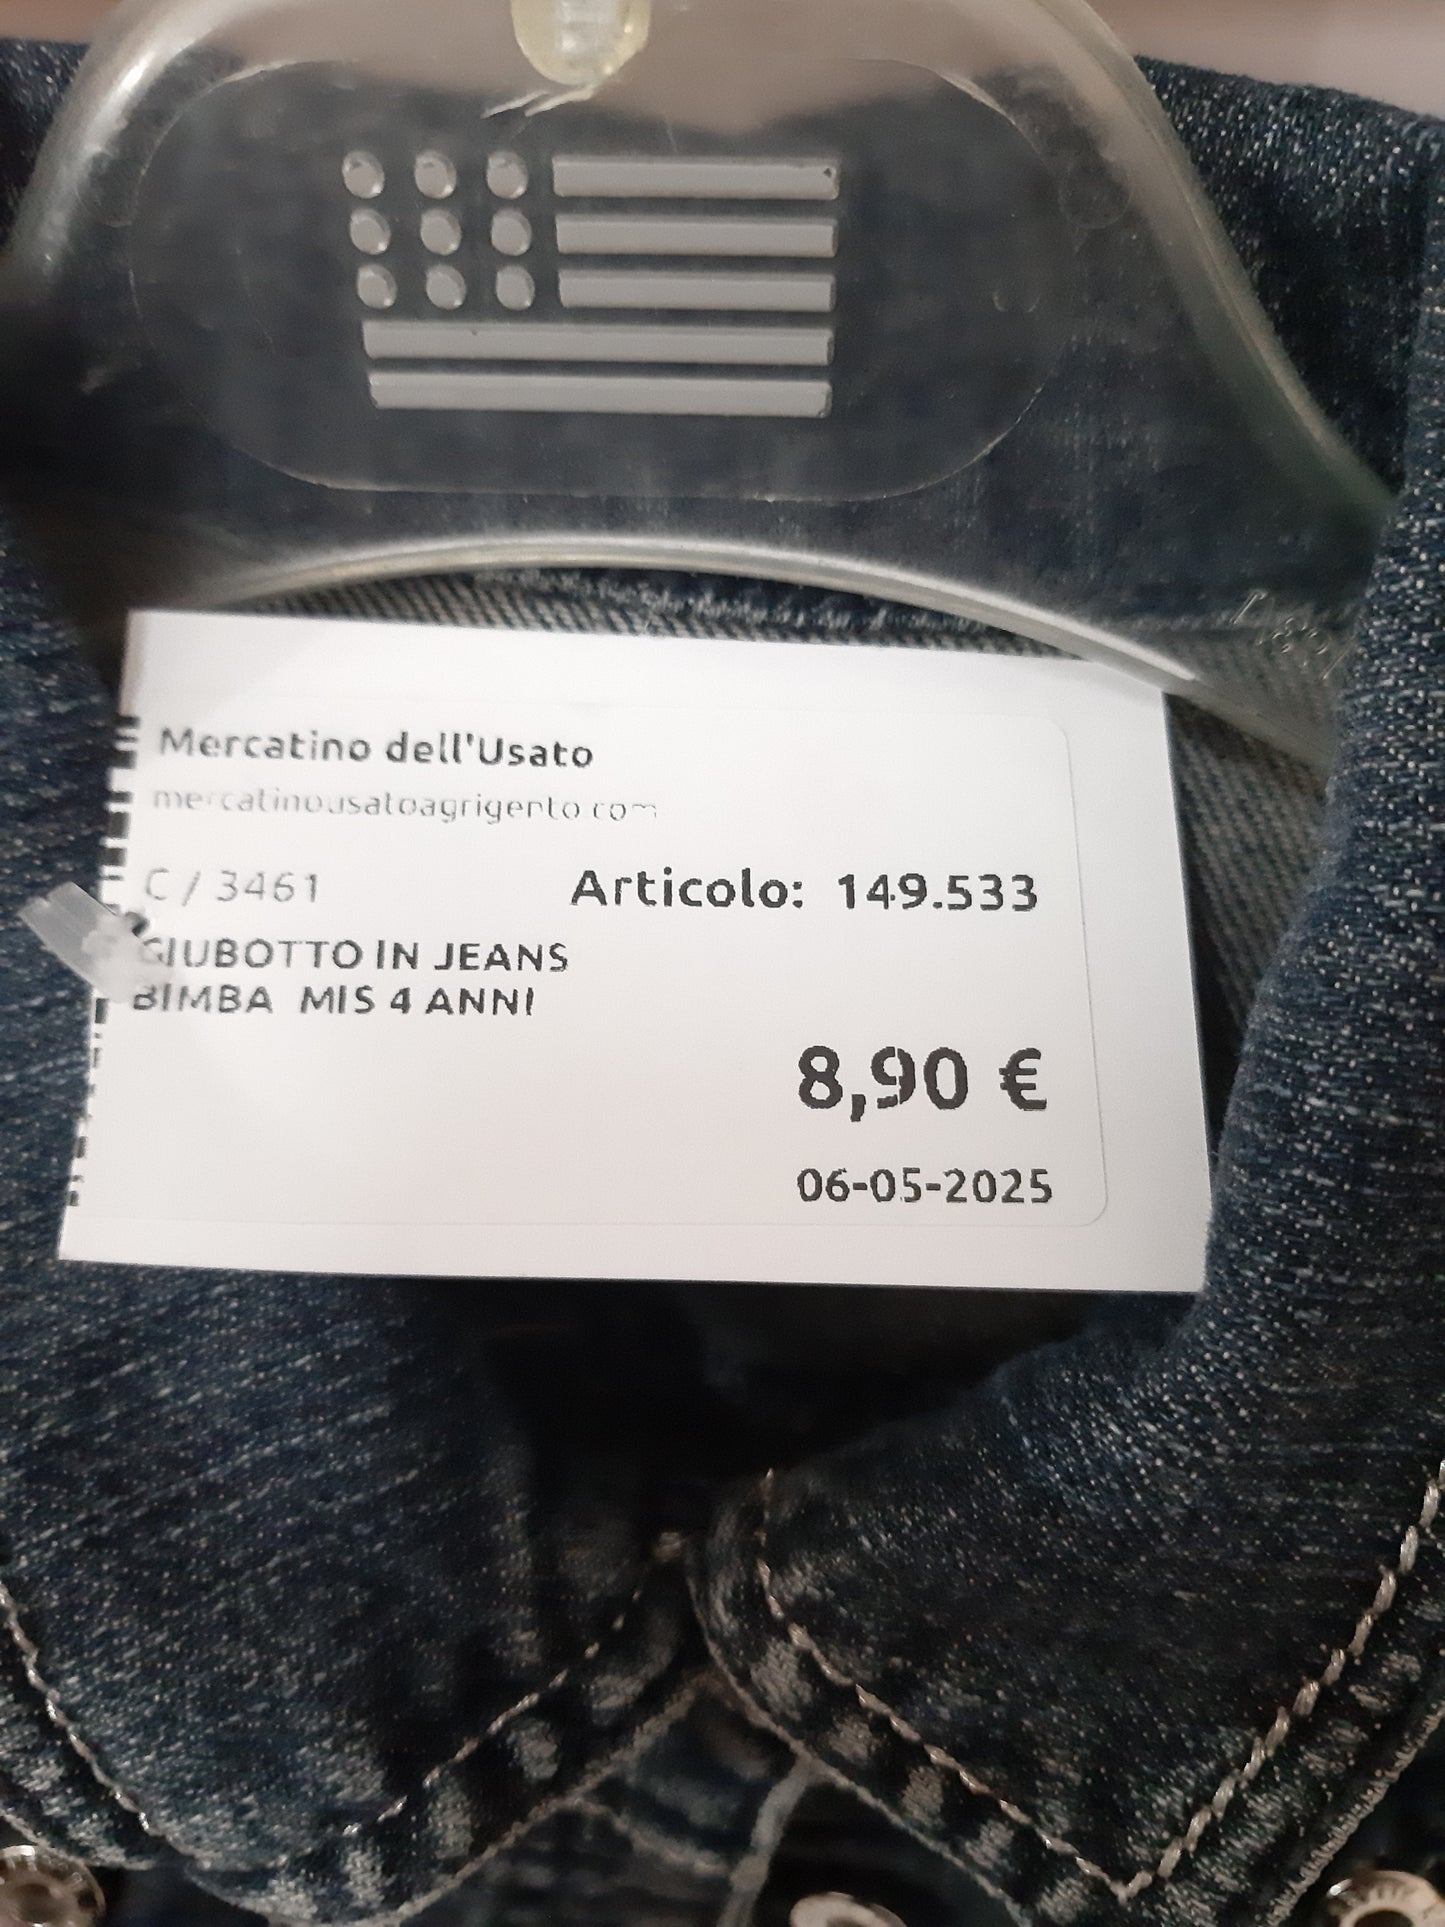 Mercatino dell'Usato
mercatinousatoagrigento.com
C / 3461
Articolo: 149.533
GIUBOTTO IN JEANS
BIMBA MIS 4 ANNI
8,90 €
06-05-2025